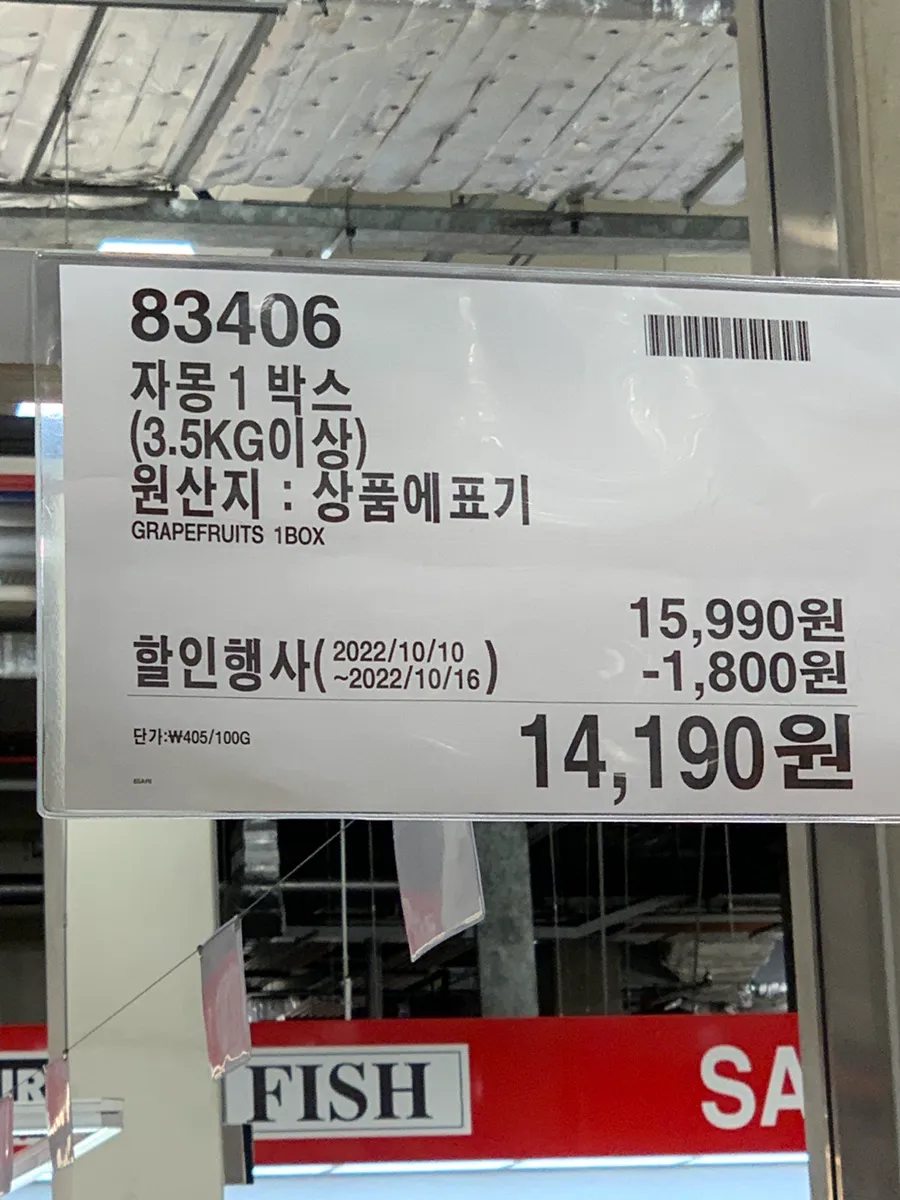 83406
자몽 1 박스
(3.5KG이상)
원산지 : 상품에표기
GRAPEFRUITS 1BOX
15,990원
할인행사( 2022/10/10 ~2022/10/16 )
-1,800원
단가:₩405/100G
14,190원
FISH
SA